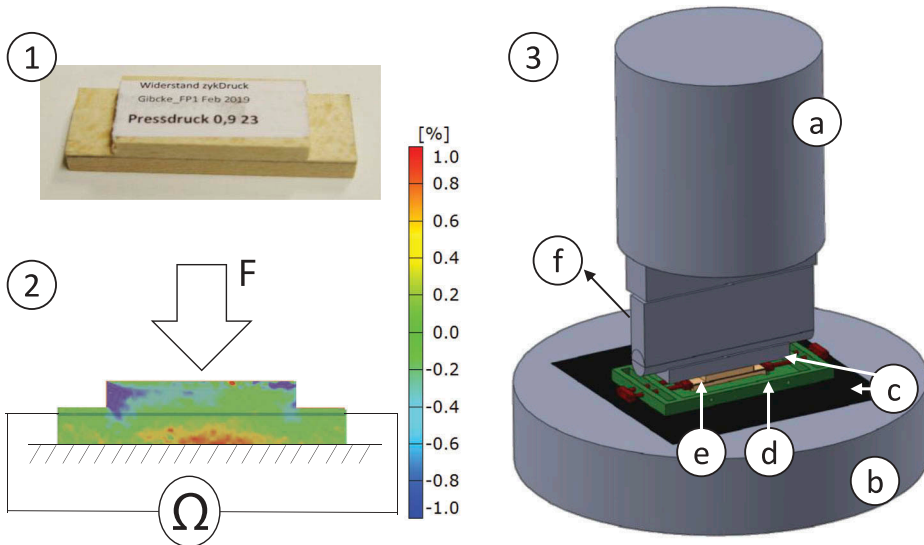 1
Widerstand zykDruck
Gibcke_FP1 Feb 2019
Pressdruck 0,9 23
[%]
1.0
0.8
0.6
0.4
0.2
0.0
-0.2
-0.4
-0.6
-0.8
-1.0
2
F
Ω
3
a
f
c
e
d
b